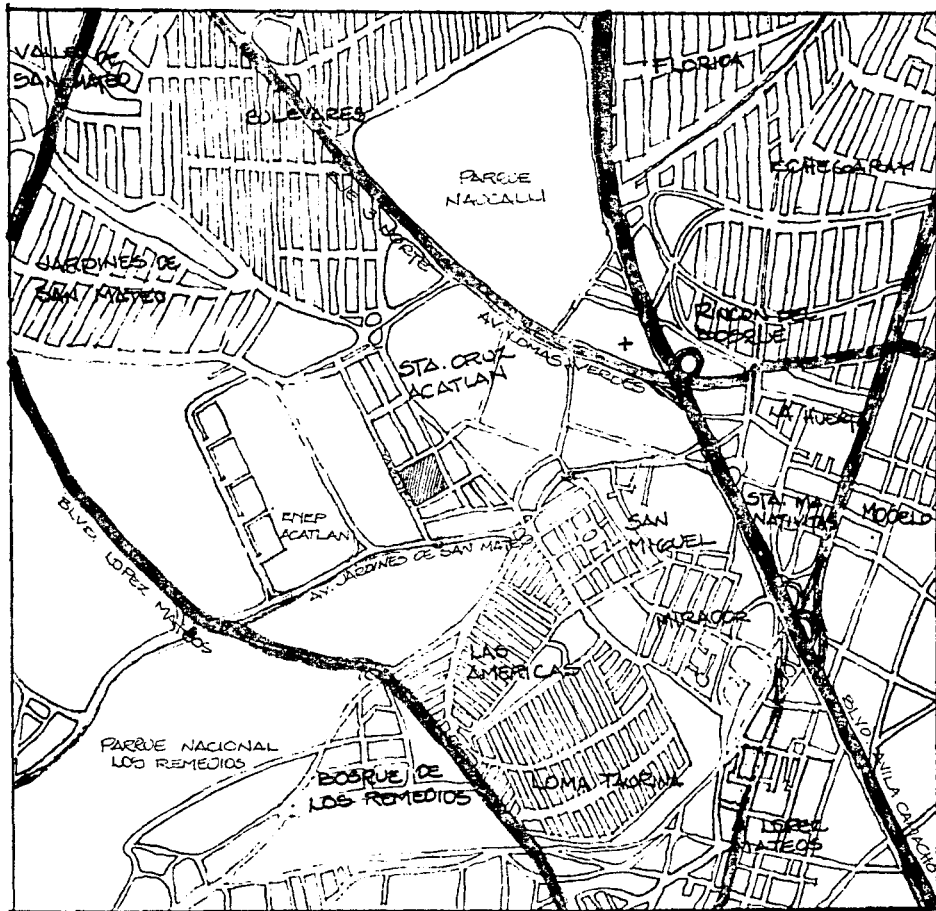 VALLE DE
SAN MATEO
BULEVARES
FLORIDA
ECHEGARAY
PARQUE
NAUCALLI
JARDINES DE
SAN MATEO
RINCON DEL
BOSQUE
AV. LOMAS VERDES
STA. CRUZ
ACATLAN
LA HUERTA
ENEP
ACATLAN
SAN
MIGUEL
STA. MA.
NATIVITAS
MODELO
BLVD. LOPEZ MATEOS
AV. JARDINES DE SAN MATEO
MIRADOR
LAS
AMERICAS
BLVD AVILA CAMACHO
PARQUE NACIONAL
LOS REMEDIOS
BOSQUE DE
LOS REMEDIOS
LOMA TAURINA
A. LOPEZ
MATEOS